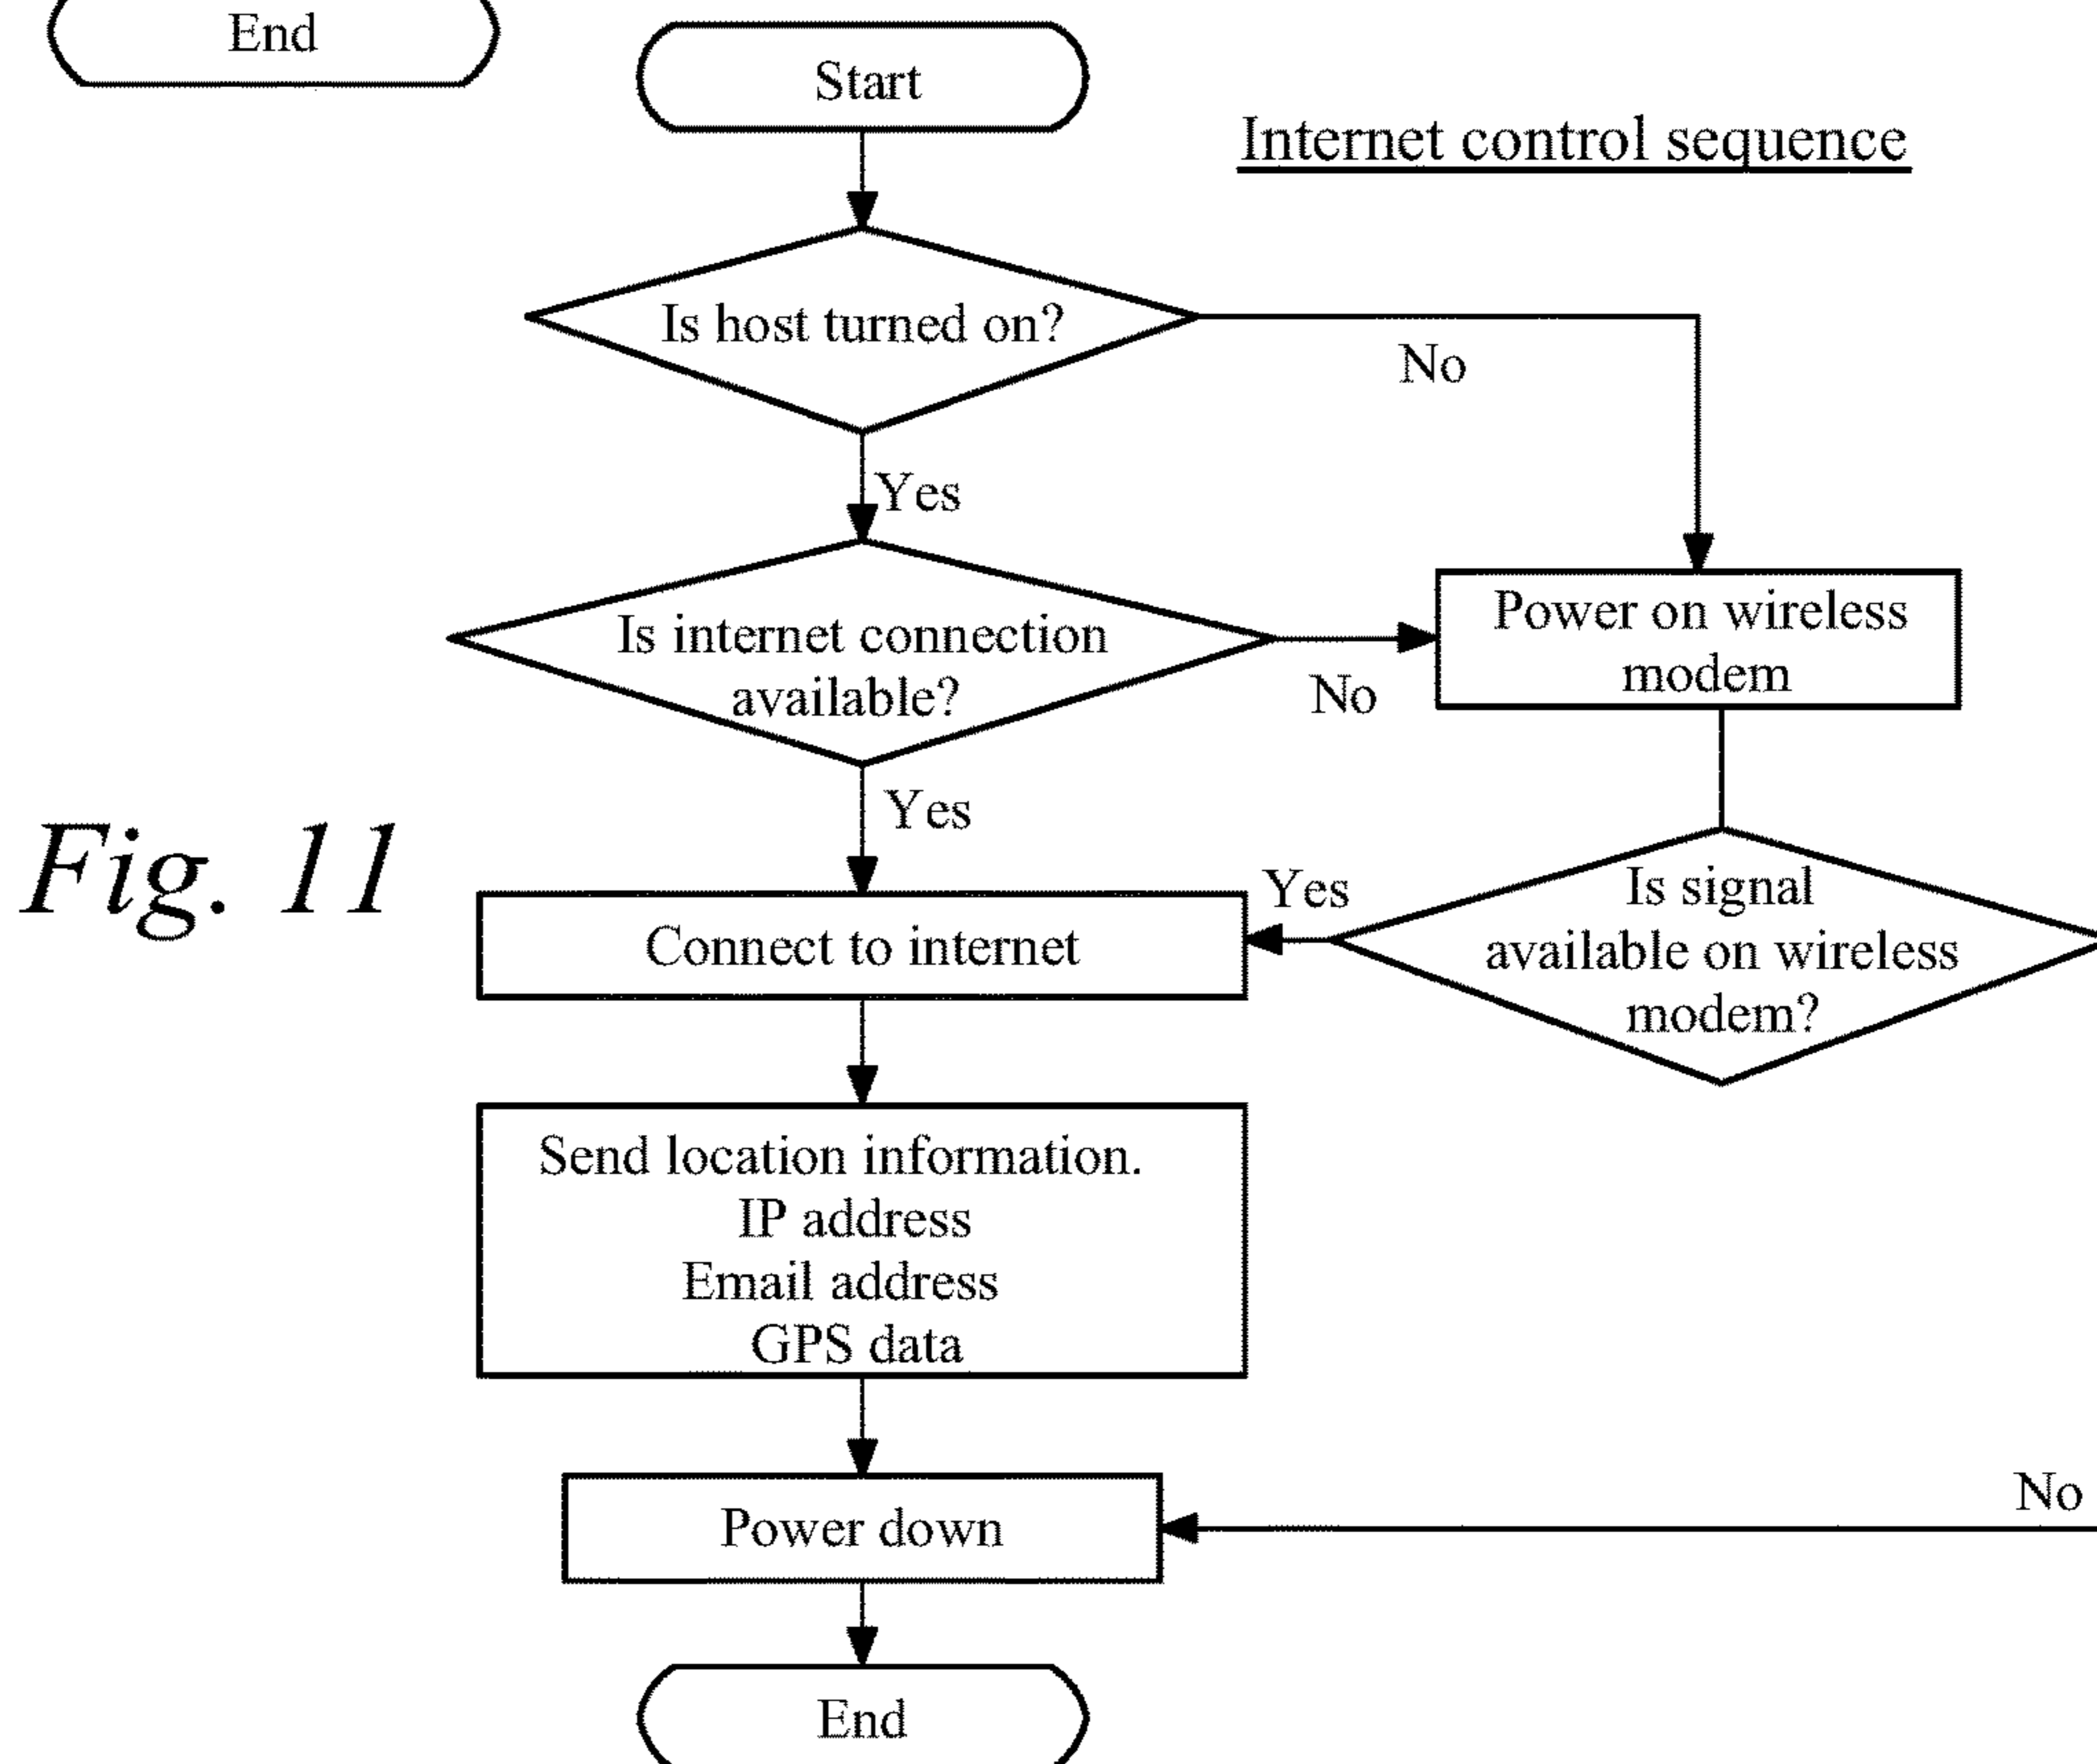 End
Start
Internet control sequence
Is host turned on?
No
Yes
Is internet connection
available?
No
Power on wireless
modem
Yes
Fig. 11
Connect to internet
Yes
Is signal
available on wireless
modem?
Send location information.
IP address
Email address
GPS data
No
Power down
End